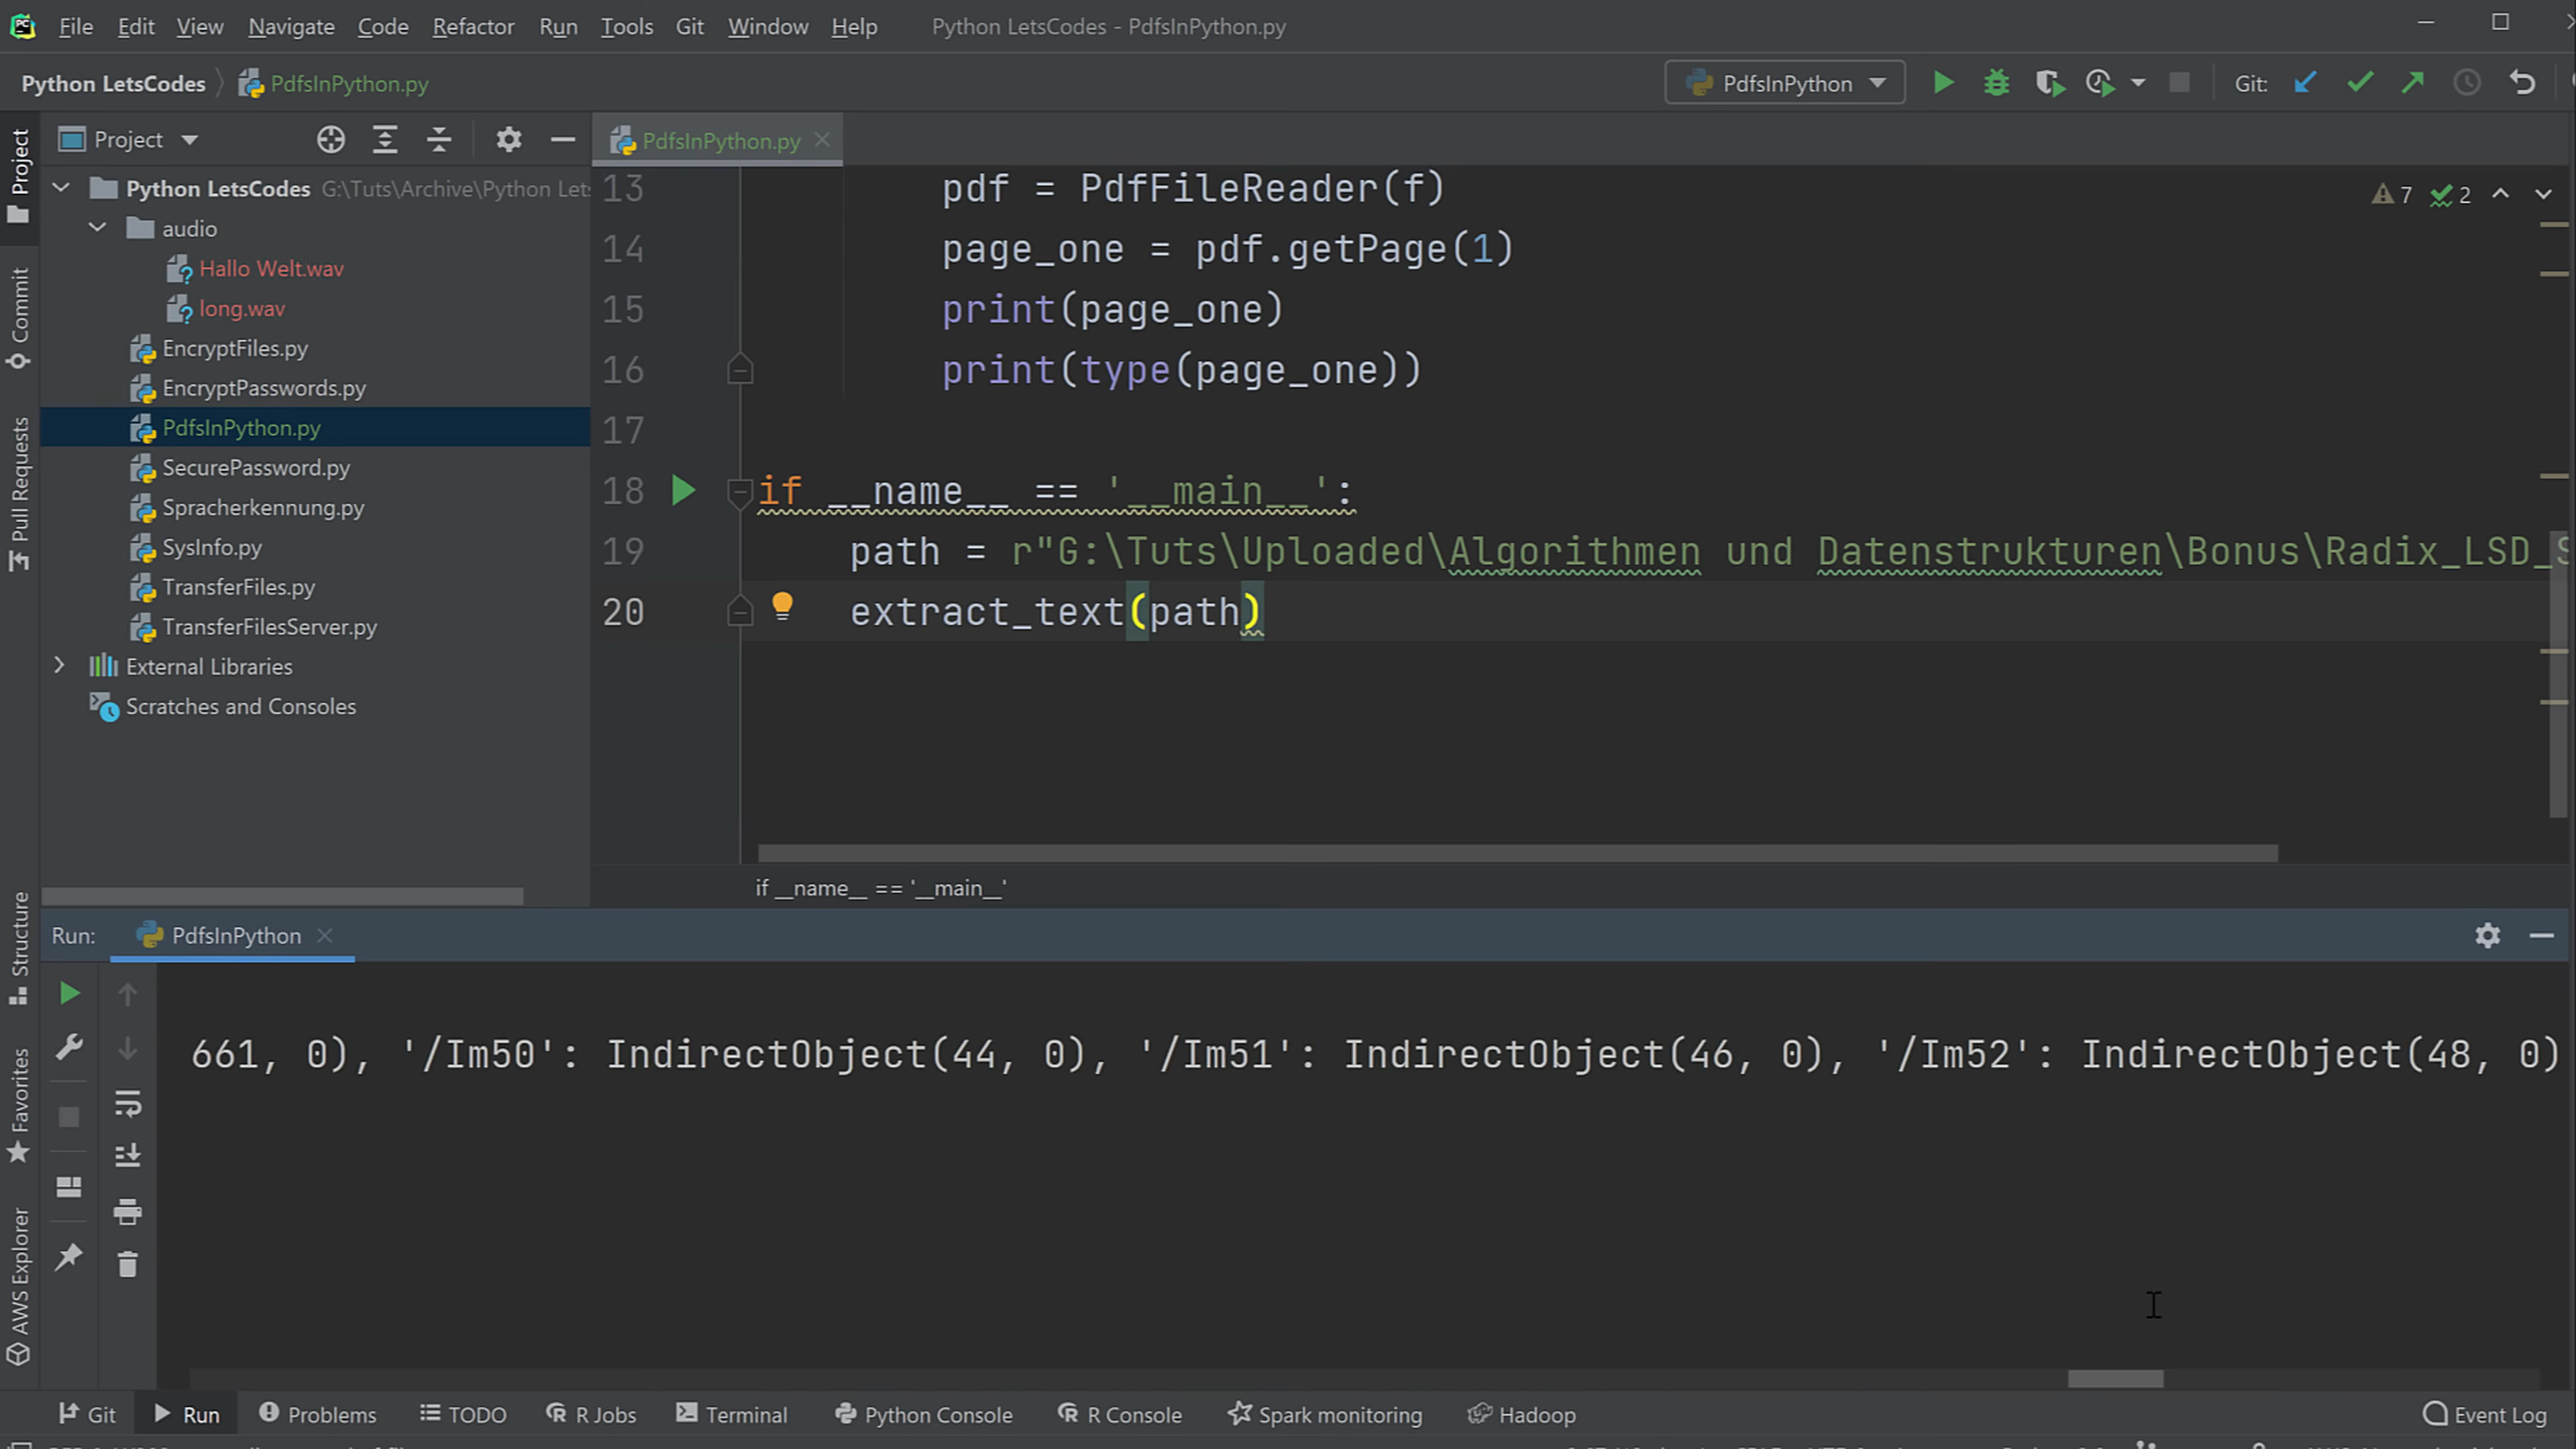 File Edit View Navigate Code Refactor Run Tools Git Window Help Python LetsCodes - PdfsInPython.py
Python LetsCodes PdfsInPython.py PdfsInPython Git:
Project
PdfsInPython.py
Project
Commit
Pull Requests
Structure
Favorites
AWS Explorer
Python LetsCodes G:\Tuts\Archive\Python Lets
audio
Hallo Welt.wav
long.wav
EncryptFiles.py
EncryptPasswords.py
PdfsInPython.py
SecurePassword.py
Spracherkennung.py
SysInfo.py
TransferFiles.py
TransferFilesServer.py
External Libraries
Scratches and Consoles
7 2
13 pdf = PdfFileReader(f)
14 page_one = pdf.getPage(1)
15 print(page_one)
16 print(type(page_one))
17
18 if __name__ == '__main__':
19 path = r"G:\Tuts\Uploaded\Algorithmen und Datenstrukturen\Bonus\Radix_LSD_S
20 extract_text(path)
if __name__ == '__main__'
Run: PdfsInPython
661, 0), '/Im50': IndirectObject(44, 0), '/Im51': IndirectObject(46, 0), '/Im52': IndirectObject(48, 0)
Git Run Problems TODO R Jobs Terminal Python Console R Console Spark monitoring Hadoop Event Log